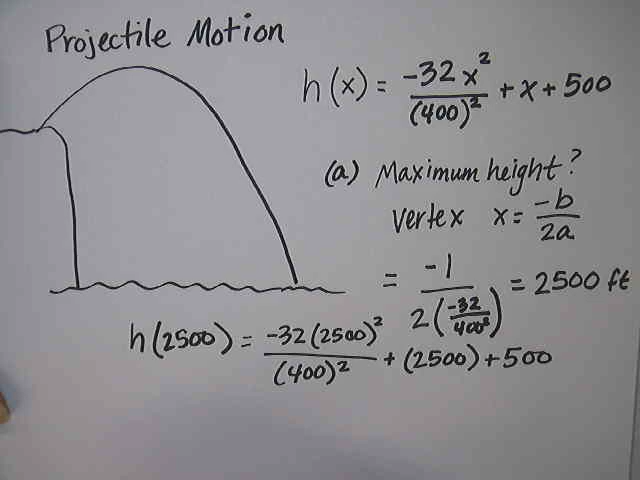 Projectile Motion
h(x) = -32x²/(400)² + x + 500
(a) Maximum height?
vertex x = -b/2a
= -1/2(-32/400²) = 2500 ft
h(2500) = -32(2500)²/(400)² + (2500) + 500